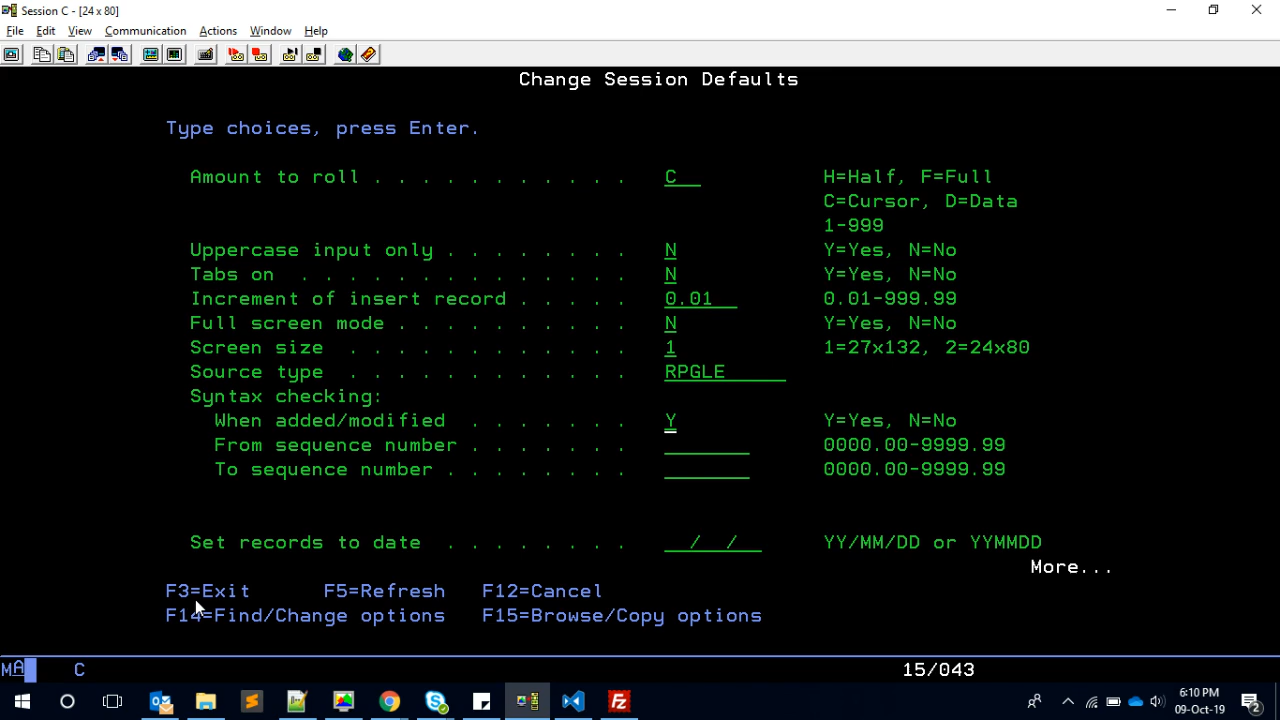 Session C - [24 x 80]
File Edit View Communication Actions Window Help
Change Session Defaults
Type choices, press Enter.
Amount to roll . . . . . . . . . . . C H=Half, F=Full
C=Cursor, D=Data
1-999
Uppercase input only . . . . . . . . N Y=Yes, N=No
Tabs on . . . . . . . . . . . . . . N Y=Yes, N=No
Increment of insert record . . . . . 0.01 0.01-999.99
Full screen mode . . . . . . . . . . N Y=Yes, N=No
Screen size . . . . . . . . . . . . 1 1=27x132, 2=24x80
Source type . . . . . . . . . . . . RPGLE
Syntax checking:
When added/modified . . . . . . . Y Y=Yes, N=No
From sequence number . . . . . . . 0000.00-9999.99
To sequence number . . . . . . . . 0000.00-9999.99
Set records to date . . . . . . . . / / YY/MM/DD or YYMMDD
More...
F3=Exit F5=Refresh F12=Cancel
F14=Find/Change options F15=Browse/Copy options
MA C 15/043
6:10 PM
09-Oct-19
2